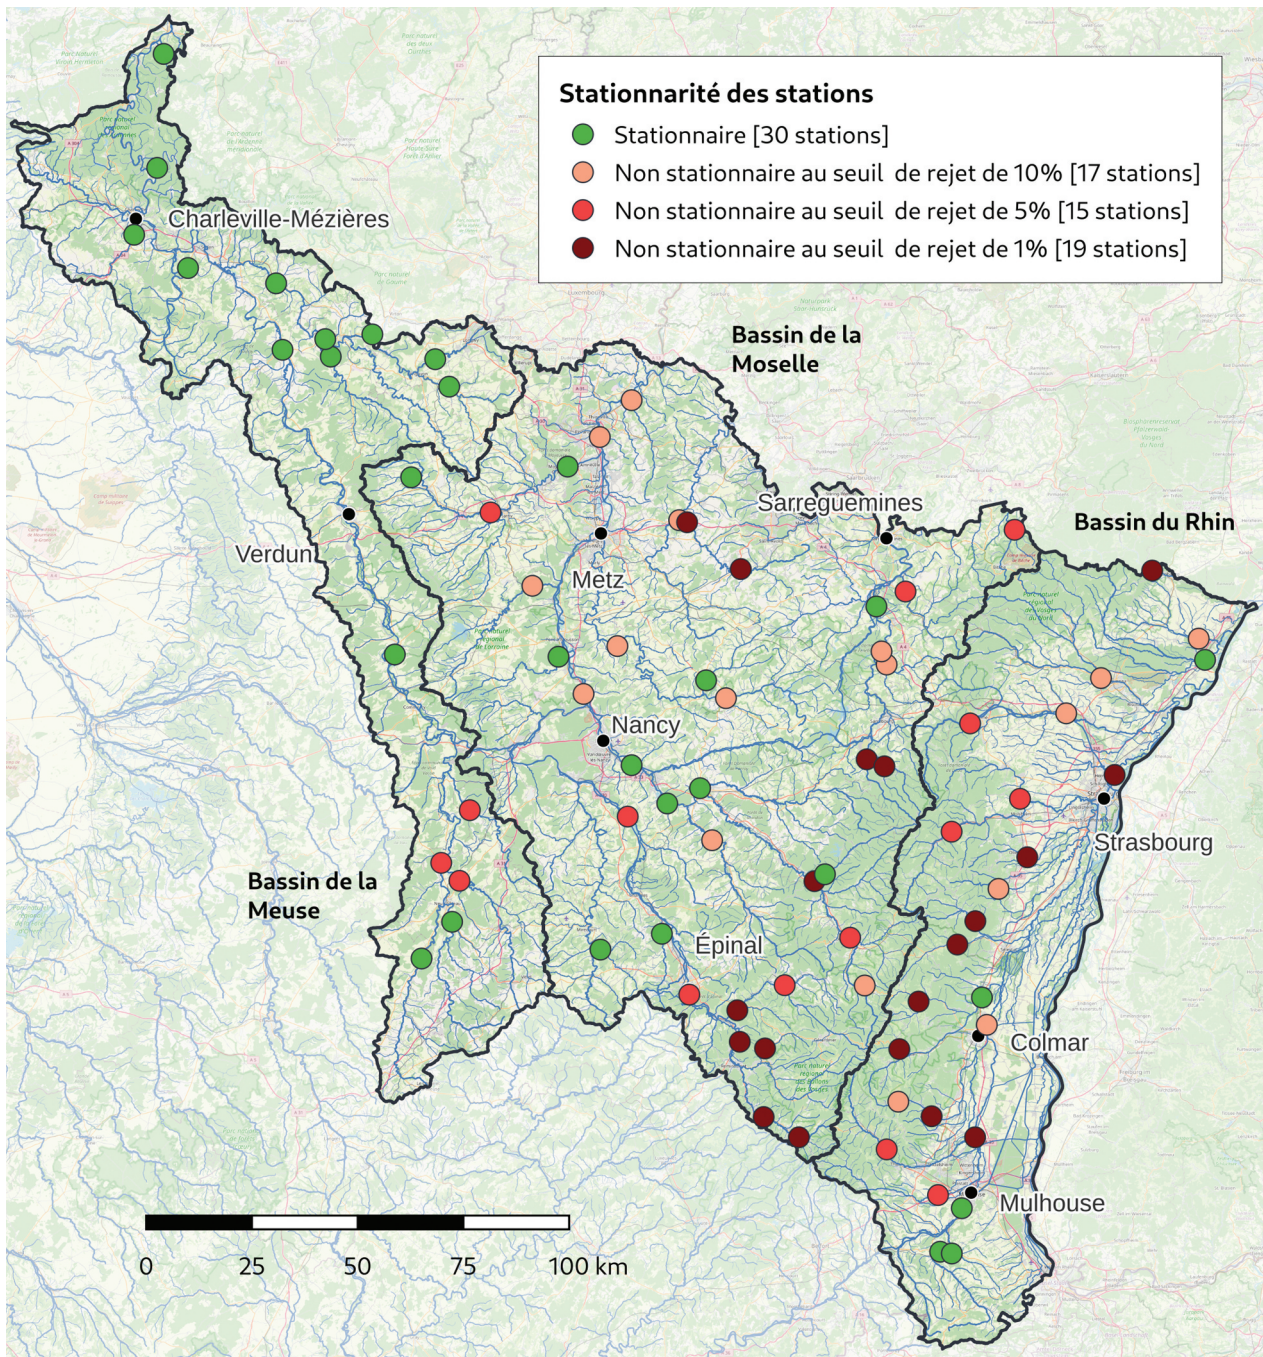 Stationnarité des stations
Stationnaire [30 stations]
Non stationnaire au seuil de rejet de 10% [17 stations]
Non stationnaire au seuil de rejet de 5% [15 stations]
Non stationnaire au seuil de rejet de 1% [19 stations]
Charleville-Mézières
Bassin de la
Moselle
Sarreguemines
Bassin du Rhin
Verdun
Metz
Nancy
Strasbourg
Bassin de la
Meuse
Épinal
Colmar
Mulhouse
0 25 50 75 100 km